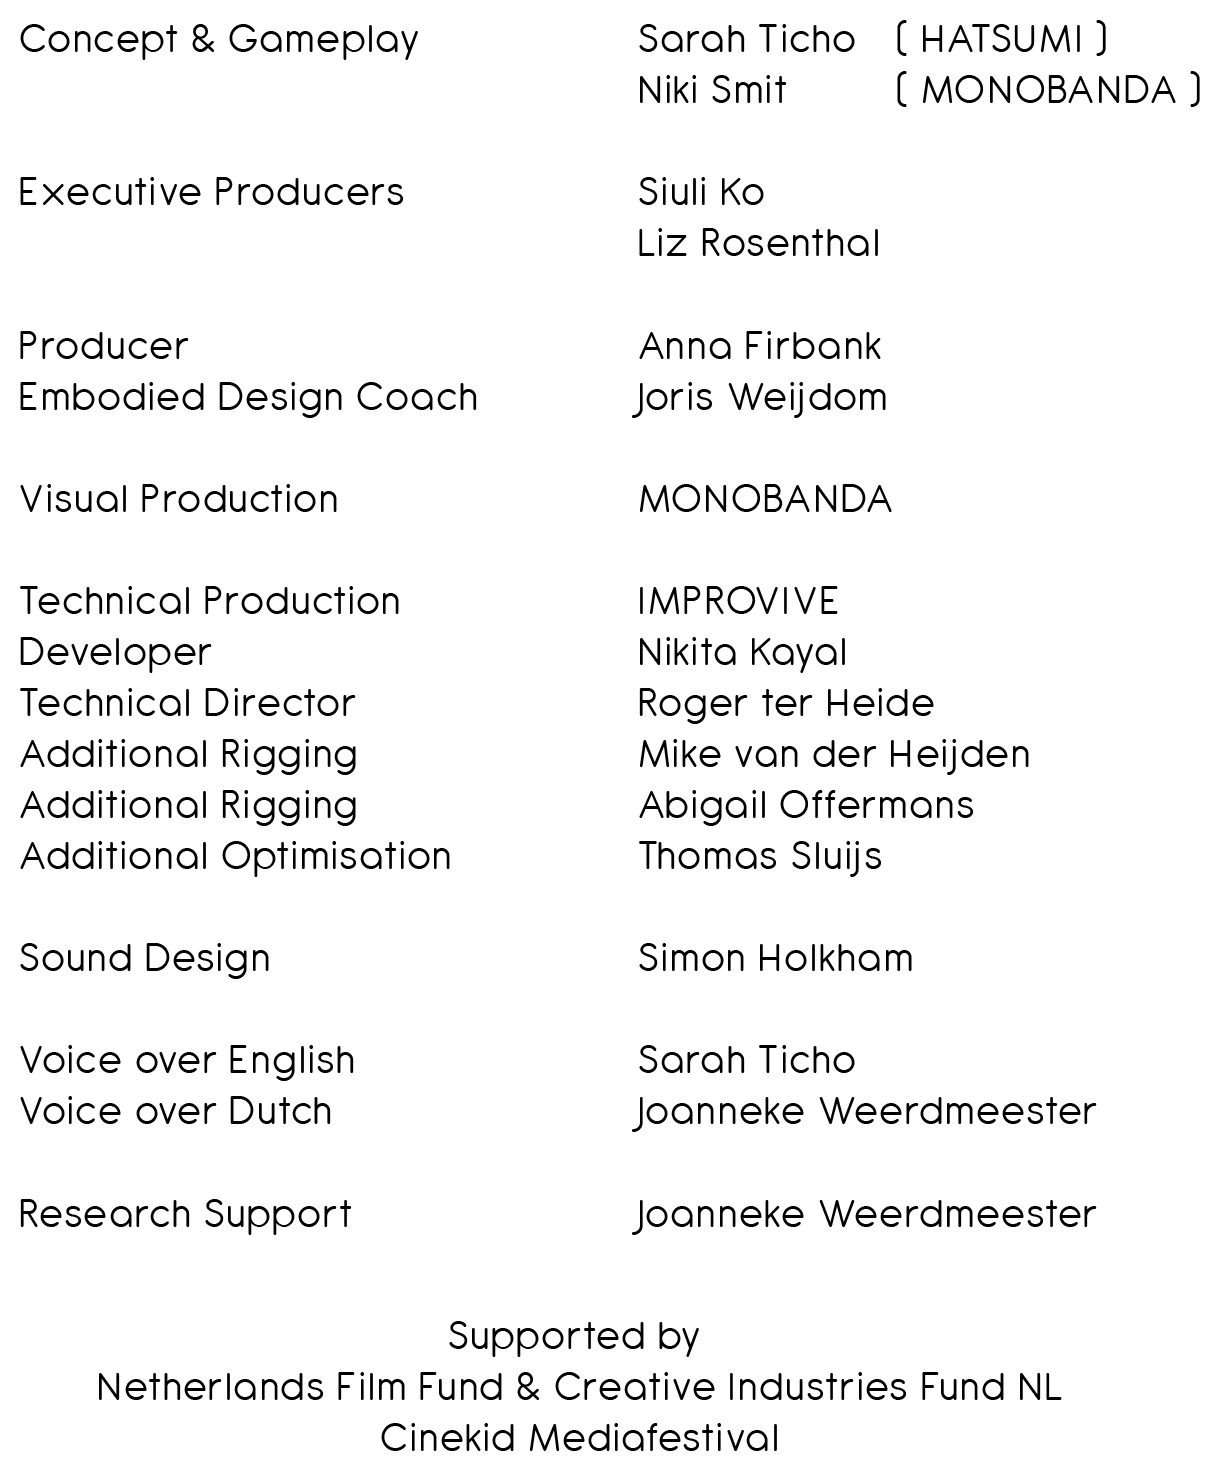 Concept & Gameplay Sarah Ticho ( HATSUMI )
Niki Smit ( MONOBANDA )
Executive Producers Siuli Ko
Liz Rosenthal
Producer Anna Firbank
Embodied Design Coach Joris Weijdom
Visual Production MONOBANDA
Technical Production IMPROVIVE
Developer Nikita Kayal
Technical Director Roger ter Heide
Additional Rigging Mike van der Heijden
Additional Rigging Abigail Offermans
Additional Optimisation Thomas Sluijs
Sound Design Simon Holkham
Voice over English Sarah Ticho
Voice over Dutch Joanneke Weerdmeester
Research Support Joanneke Weerdmeester
Supported by
Netherlands Film Fund & Creative Industries Fund NL
Cinekid Mediafestival